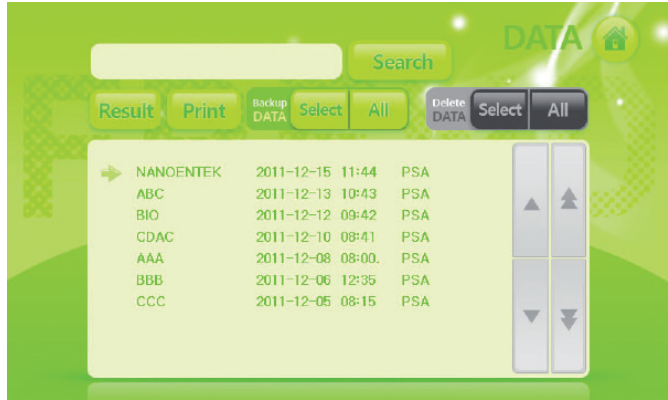 DATA
Search
Result Print Backup DATA Select All Delete DATA Select All
NANOENTEK 2011-12-15 11:44 PSA
ABC 2011-12-13 10:43 PSA
BIO 2011-12-12 09:42 PSA
CDAC 2011-12-10 08:41 PSA
AAA 2011-12-08 08:00. PSA
BBB 2011-12-06 12:35 PSA
CCC 2011-12-05 08:15 PSA